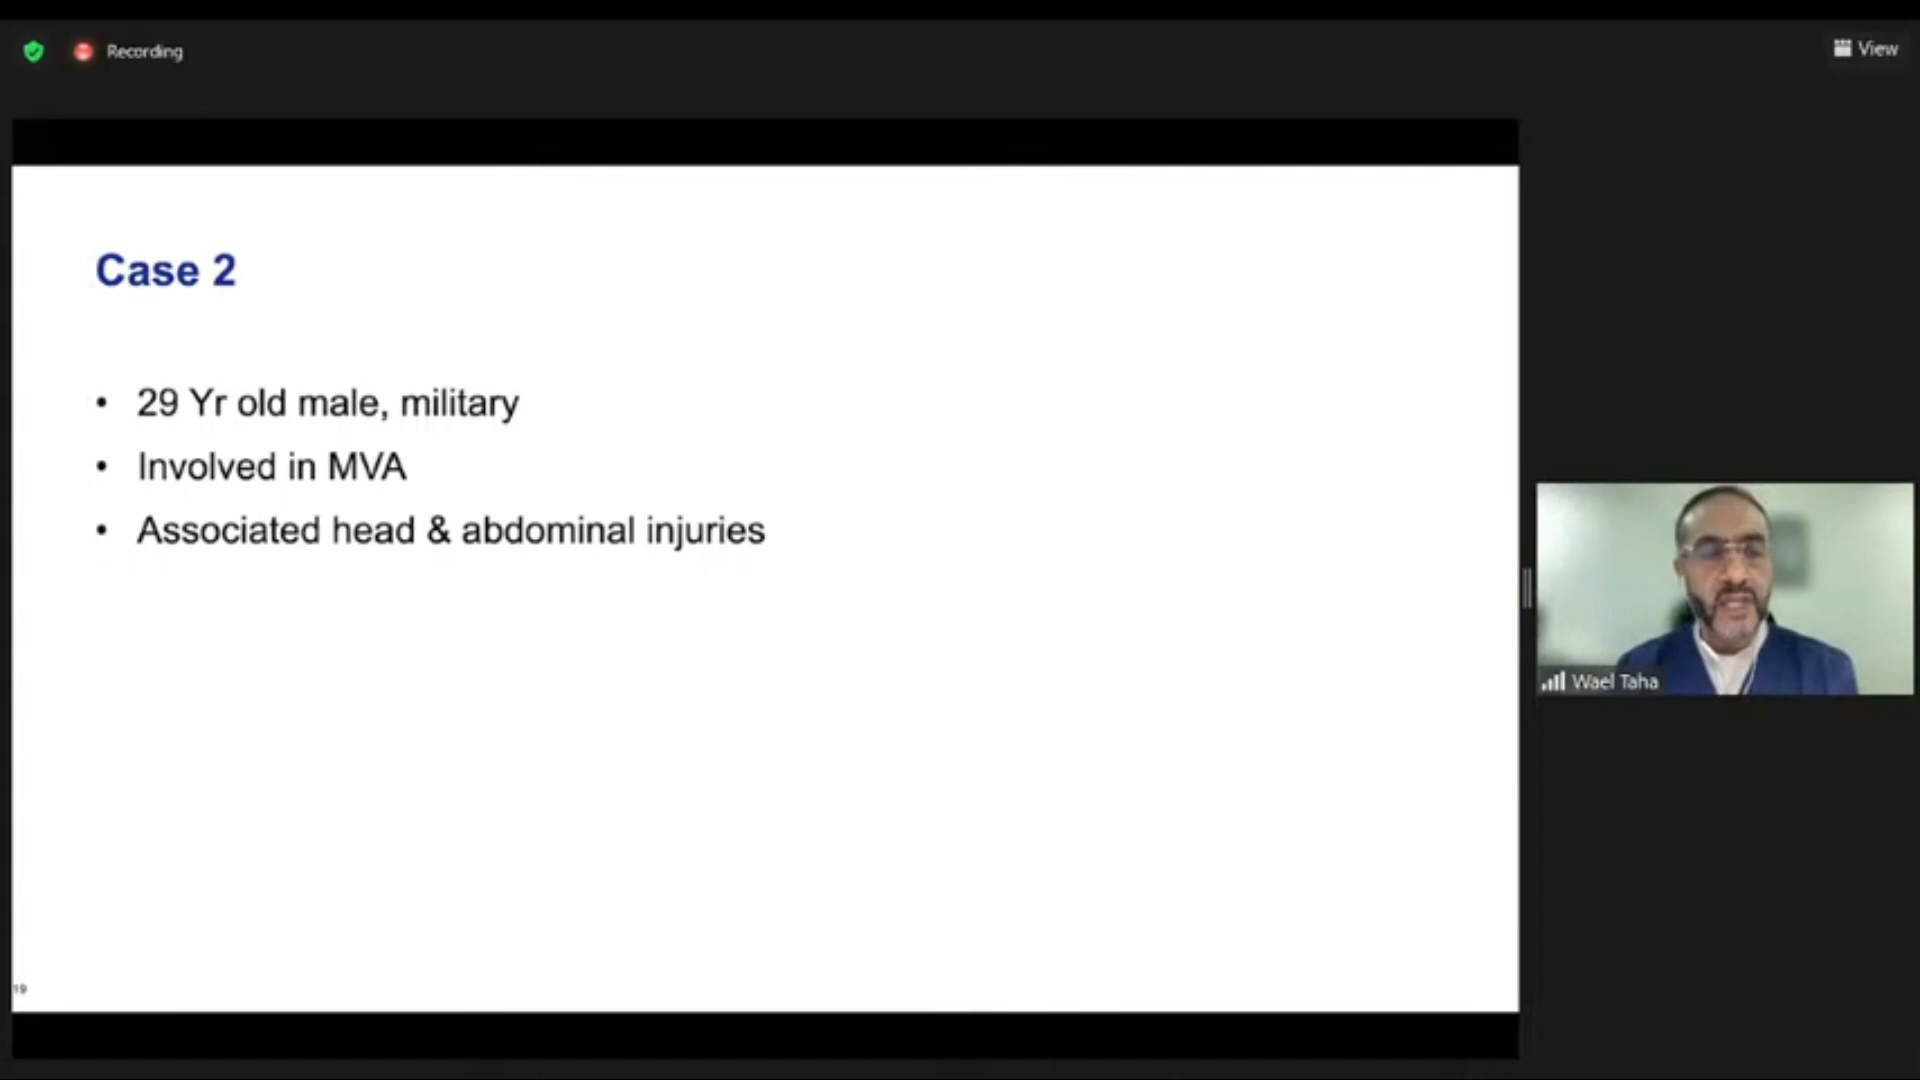 Recording
View
Case 2
• 29 Yr old male, military
• Involved in MVA
• Associated head & abdominal injuries
Wael Taha
19